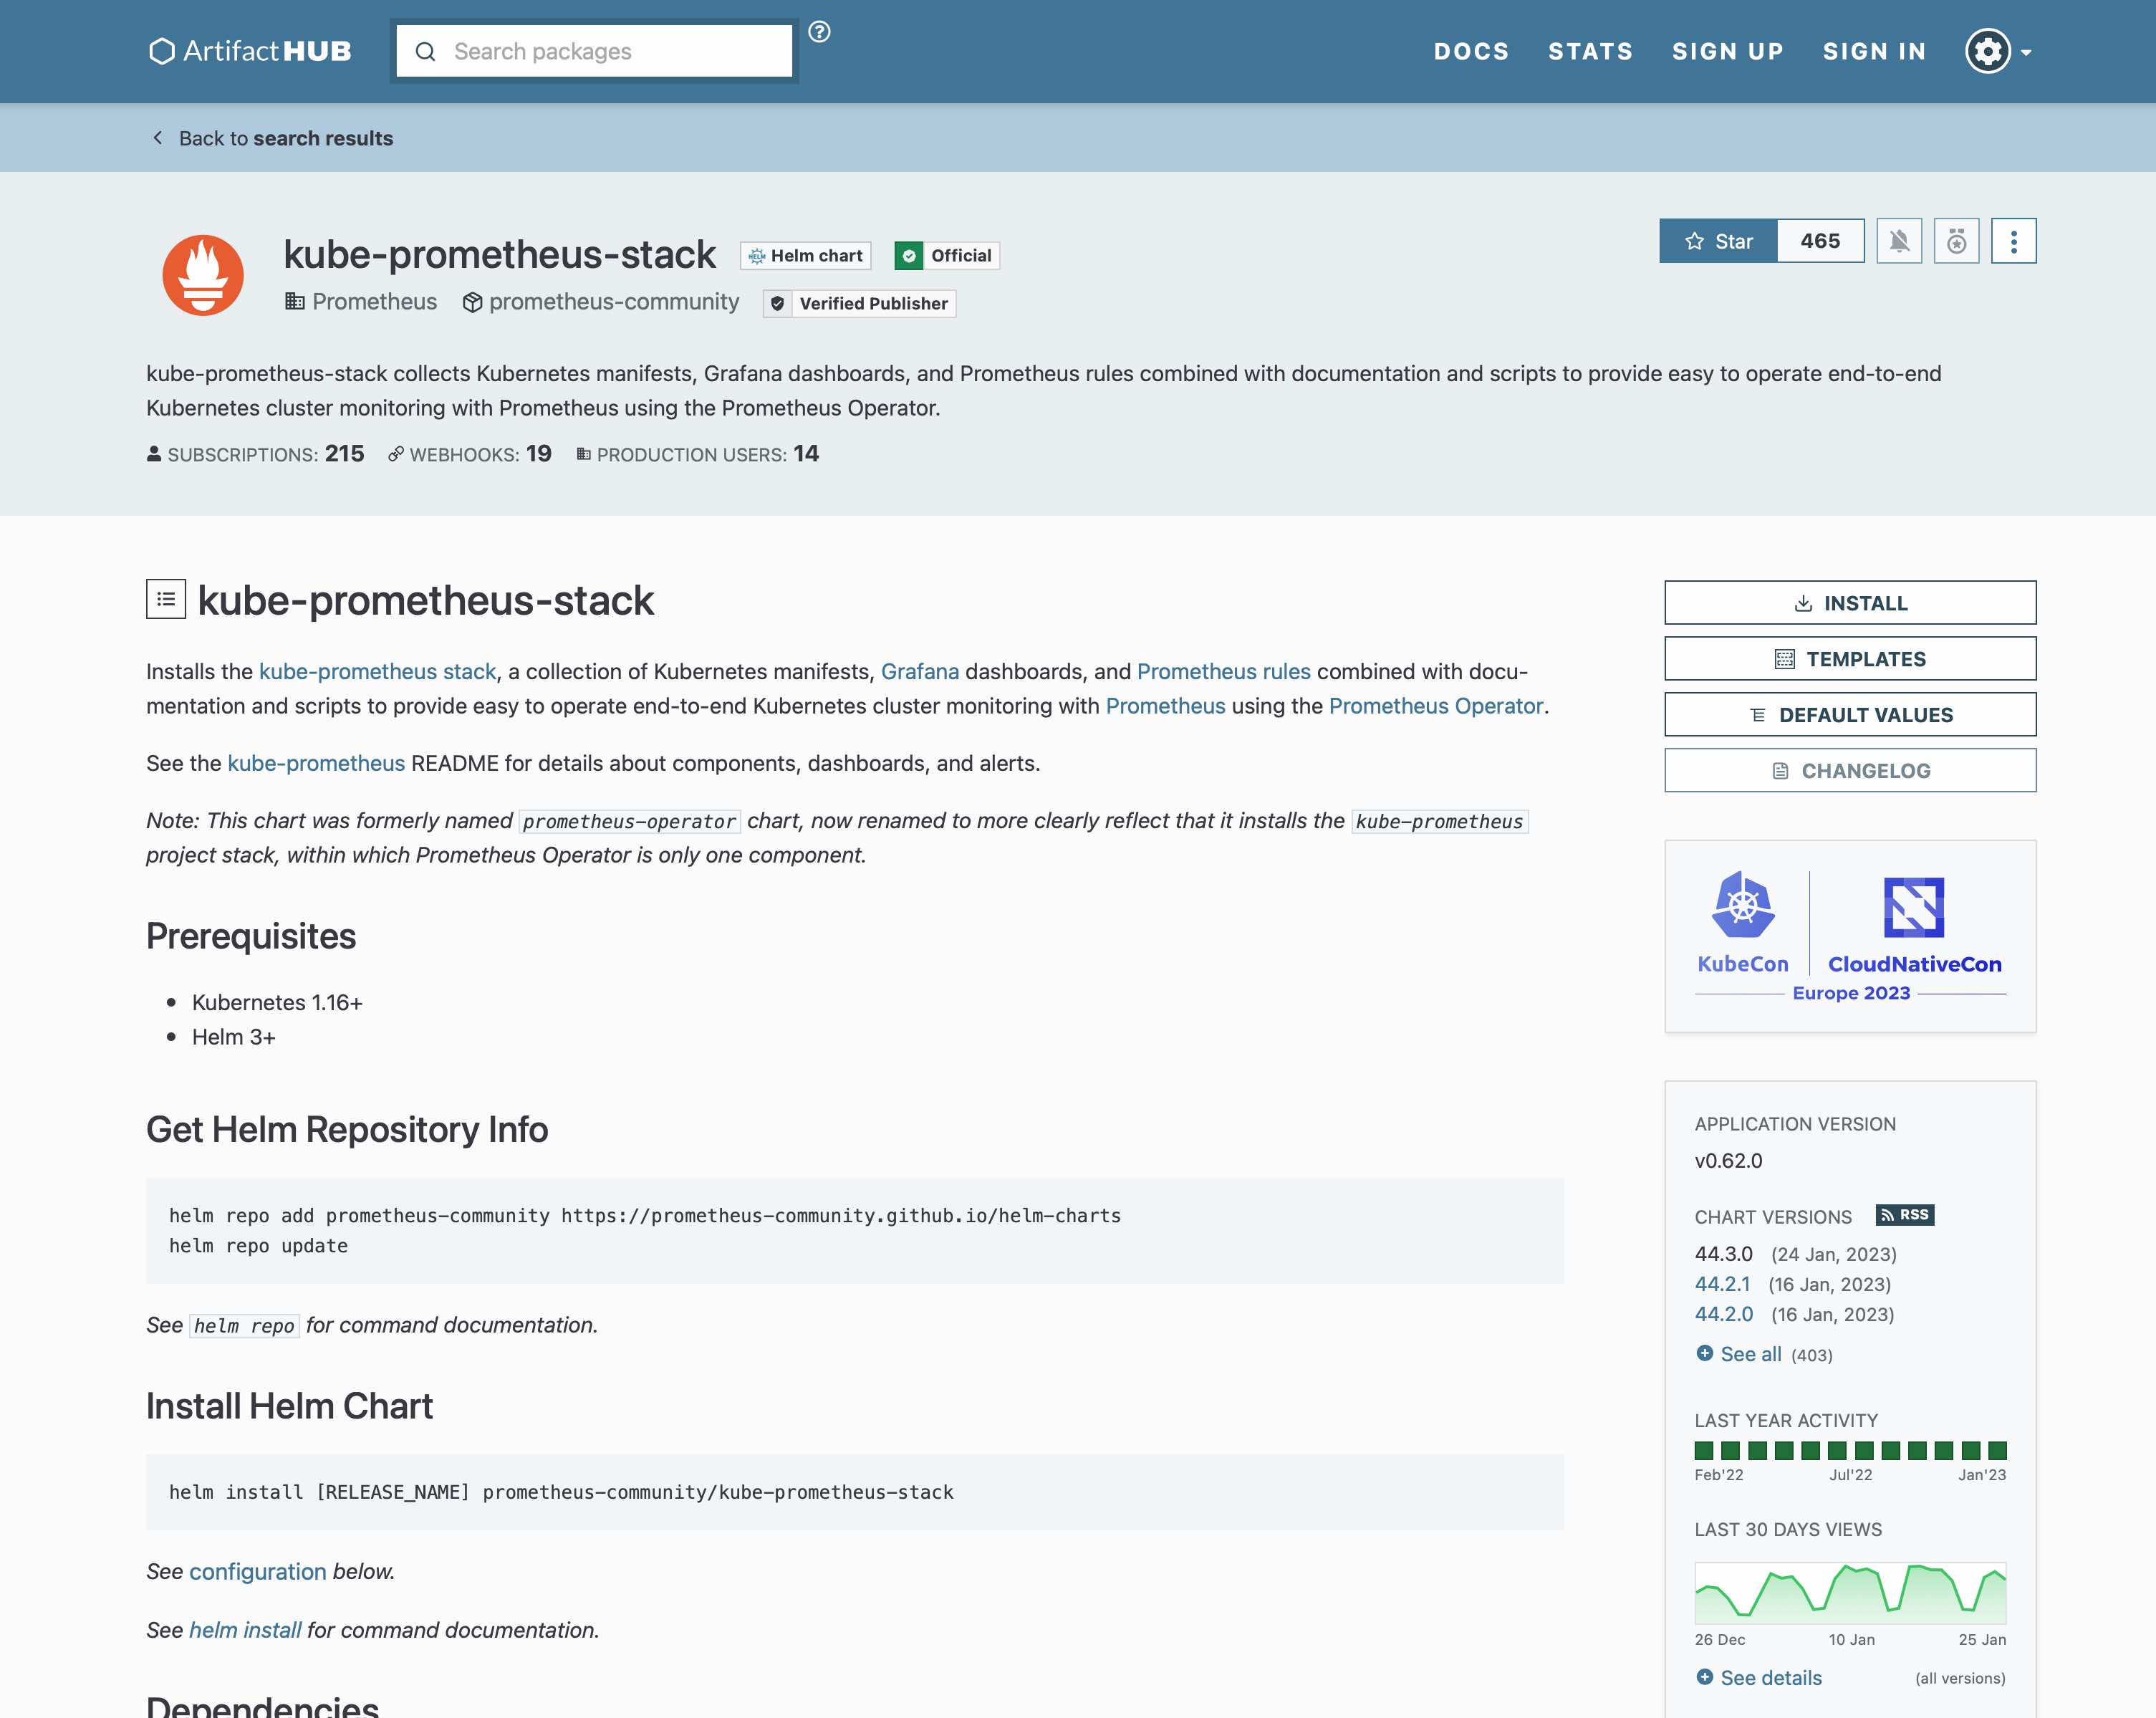 ArtifactHUB
Search packages
?
DOCS
STATS
SIGN UP
SIGN IN
Back to search results
kube-prometheus-stack
HELM
Helm chart
Official
Star
465
Prometheus
prometheus-community
Verified Publisher
kube-prometheus-stack collects Kubernetes manifests, Grafana dashboards, and Prometheus rules combined with documentation and scripts to provide easy to operate end-to-end
Kubernetes cluster monitoring with Prometheus using the Prometheus Operator.
SUBSCRIPTIONS: 215 WEBHOOKS: 19 PRODUCTION USERS: 14
kube-prometheus-stack
Installs the kube-prometheus stack, a collection of Kubernetes manifests, Grafana dashboards, and Prometheus rules combined with docu-
mentation and scripts to provide easy to operate end-to-end Kubernetes cluster monitoring with Prometheus using the Prometheus Operator.
See the kube-prometheus README for details about components, dashboards, and alerts.
Note: This chart was formerly named prometheus-operator chart, now renamed to more clearly reflect that it installs the kube-prometheus
project stack, within which Prometheus Operator is only one component.
Prerequisites
Kubernetes 1.16+
Helm 3+
Get Helm Repository Info
helm repo add prometheus-community https://prometheus-community.github.io/helm-charts
helm repo update
See helm repo for command documentation.
Install Helm Chart
helm install [RELEASE_NAME] prometheus-community/kube-prometheus-stack
See configuration below.
See helm install for command documentation.
Dependencies
INSTALL
TEMPLATES
DEFAULT VALUES
CHANGELOG
KubeCon
CloudNativeCon
Europe 2023
APPLICATION VERSION
v0.62.0
CHART VERSIONS
RSS
44.3.0 (24 Jan, 2023)
44.2.1 (16 Jan, 2023)
44.2.0 (16 Jan, 2023)
See all (403)
LAST YEAR ACTIVITY
Feb'22 Jul'22 Jan'23
LAST 30 DAYS VIEWS
26 Dec 10 Jan 25 Jan
See details (all versions)